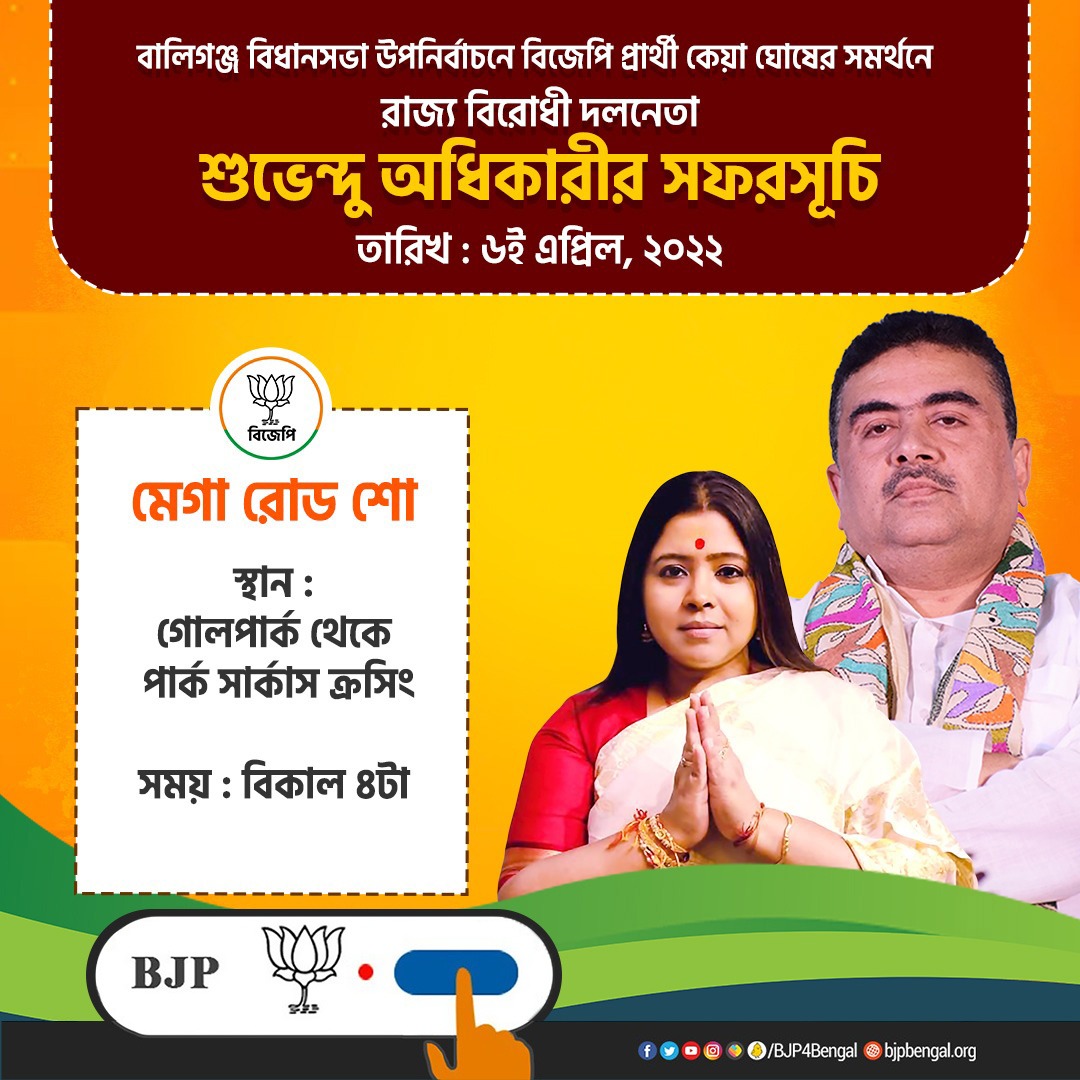 বালিগঞ্জ বিধানসভা উপনির্বাচনে বিজেপি প্রার্থী কেয়া ঘোষের সমর্থনে
রাজ্য বিরোধী দলনেতা
শুভেন্দু অধিকারীর সফরসূচি
তারিখ : ৬ই এপ্রিল, ২০২২
বিজেপি
মেগা রোড শো
স্থান :
গোলপার্ক থেকে
পার্ক সার্কাস ক্রসিং
সময় : বিকাল ৪টা
BJP
/BJP4Bengal bjpbengal.org